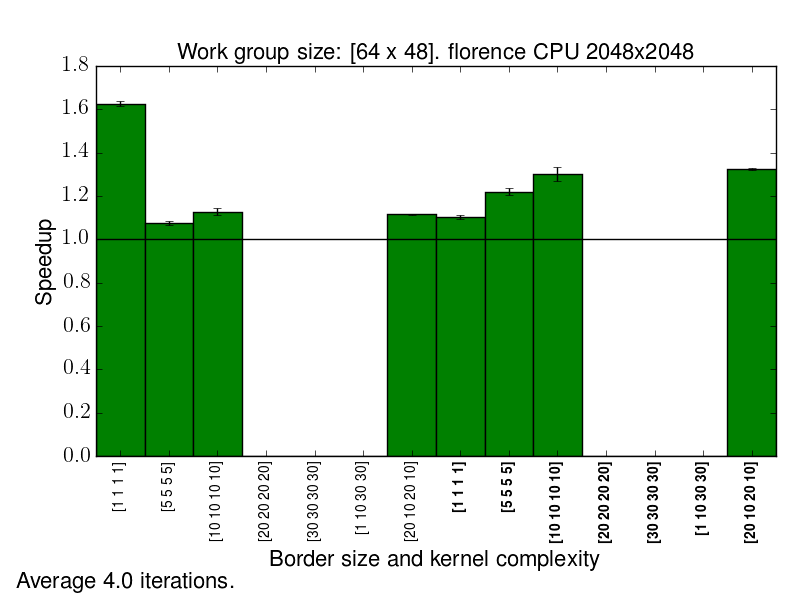 Work group size: [64 x 48]. florence CPU 2048x2048
Speedup
1.8
1.6
1.4
1.2
1.0
0.8
0.6
0.4
0.2
0.0
[1 1 1 1]
[5 5 5 5]
[10 10 10 10]
[20 20 20 20]
[30 30 30 30]
[1 10 30 30]
[20 10 20 10]
[1 1 1 1]
[5 5 5 5]
[10 10 10 10]
[20 20 20 20]
[30 30 30 30]
[1 10 30 30]
[20 10 20 10]
Border size and kernel complexity
Average 4.0 iterations.